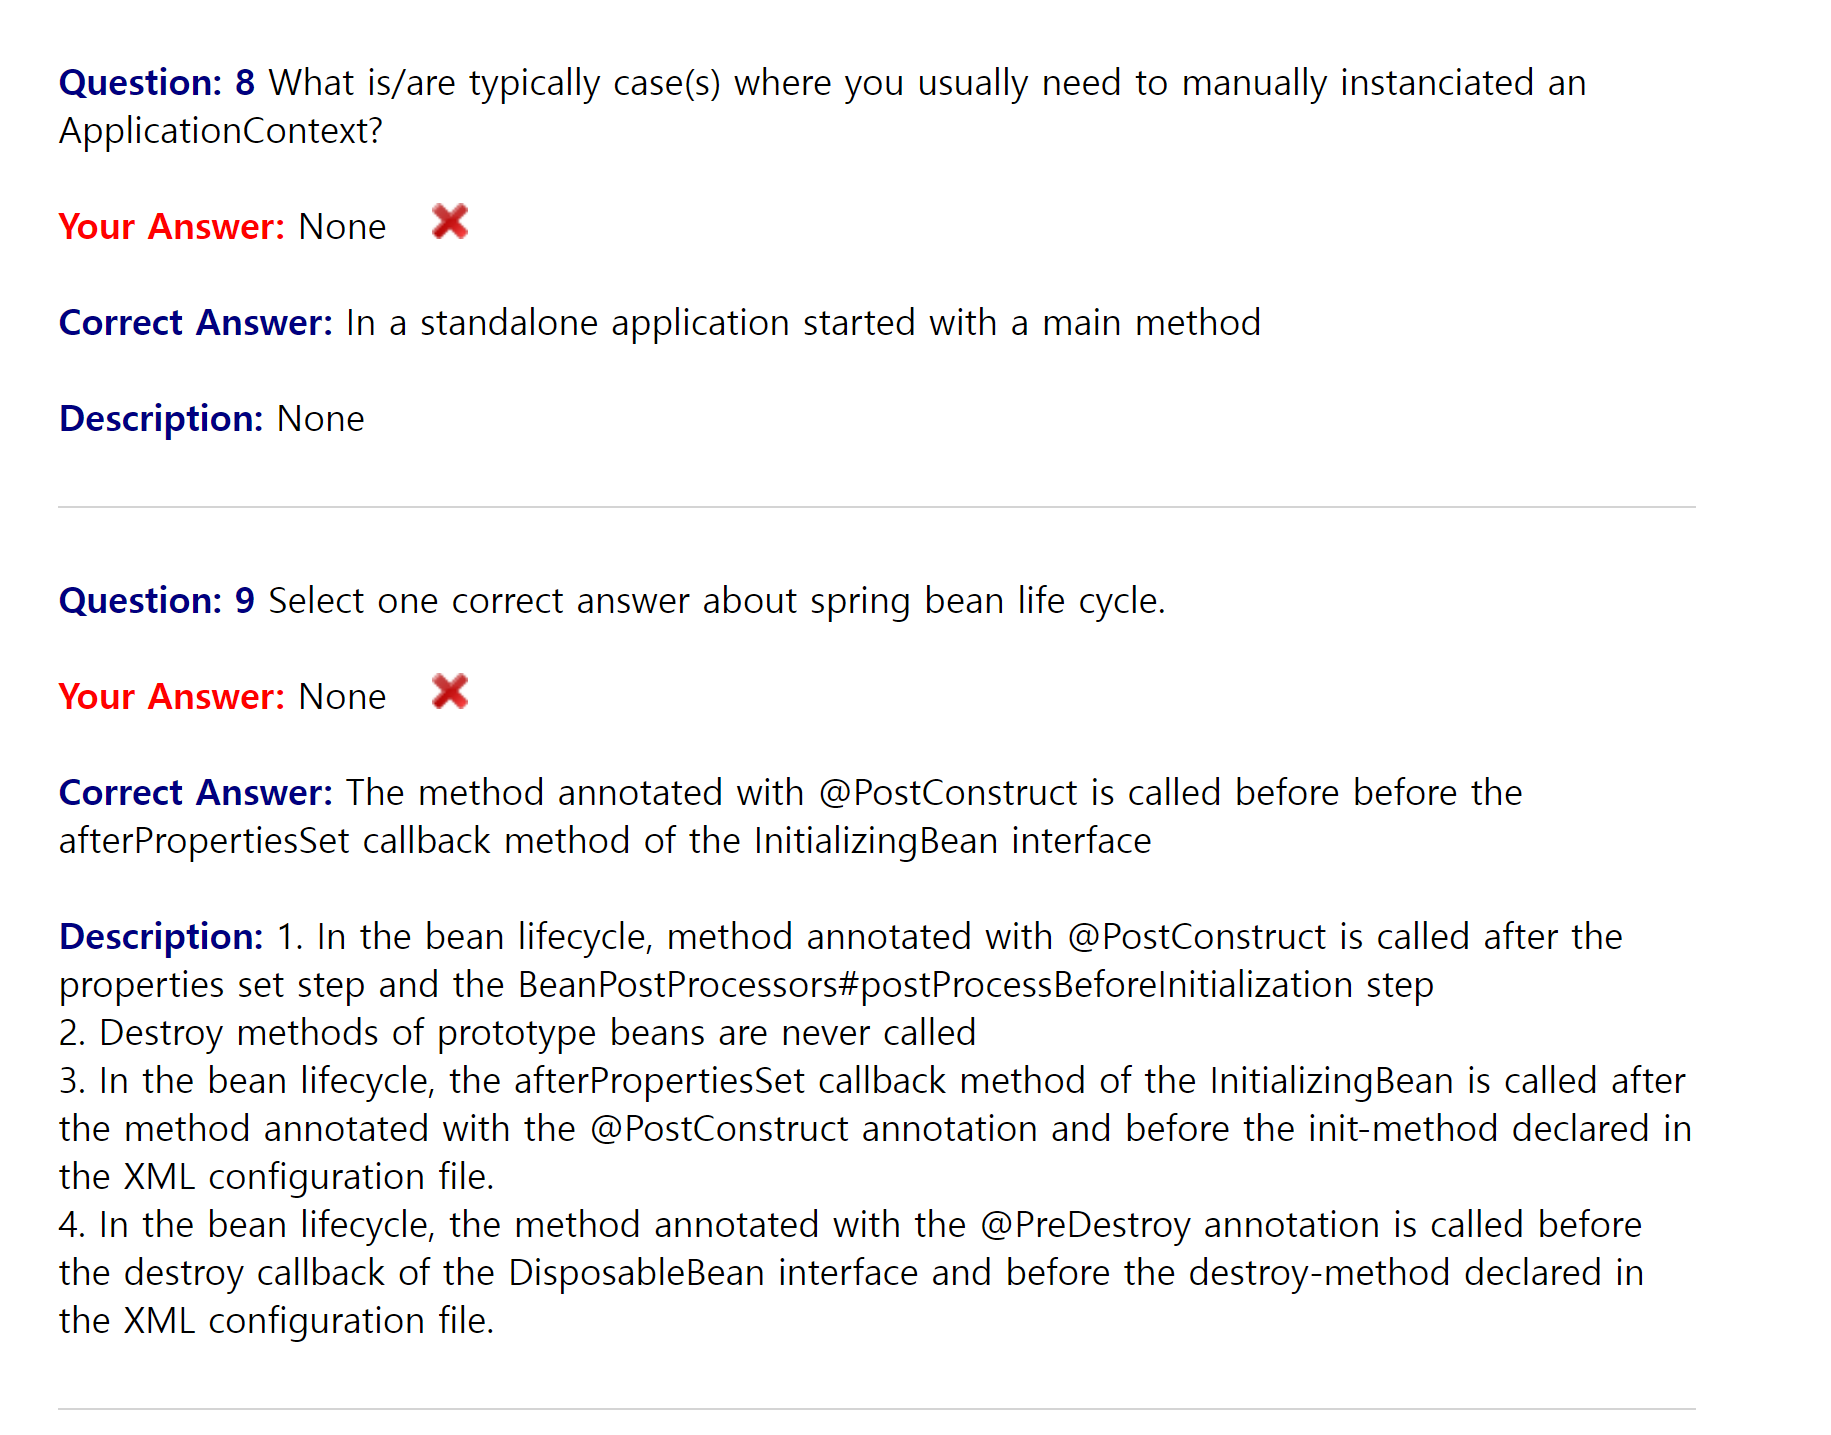 Question: 8 What is/are typically case(s) where you usually need to manually instanciated an
ApplicationContext?
Your Answer: None
Correct Answer: In a standalone application started with a main method
Description: None
Question: 9 Select one correct answer about spring bean life cycle.
Your Answer: None
Correct Answer: The method annotated with @PostConstruct is called before before the
afterPropertiesSet callback method of the InitializingBean interface
Description: 1. In the bean lifecycle, method annotated with @PostConstruct is called after the
properties set step and the BeanPostProcessors#postProcessBeforeInitialization step
2. Destroy methods of prototype beans are never called
3. In the bean lifecycle, the afterPropertiesSet callback method of the InitializingBean is called after
the method annotated with the @PostConstruct annotation and before the init-method declared in
the XML configuration file.
4. In the bean lifecycle, the method annotated with the @PreDestroy annotation is called before
the destroy callback of the DisposableBean interface and before the destroy-method declared in
the XML configuration file.